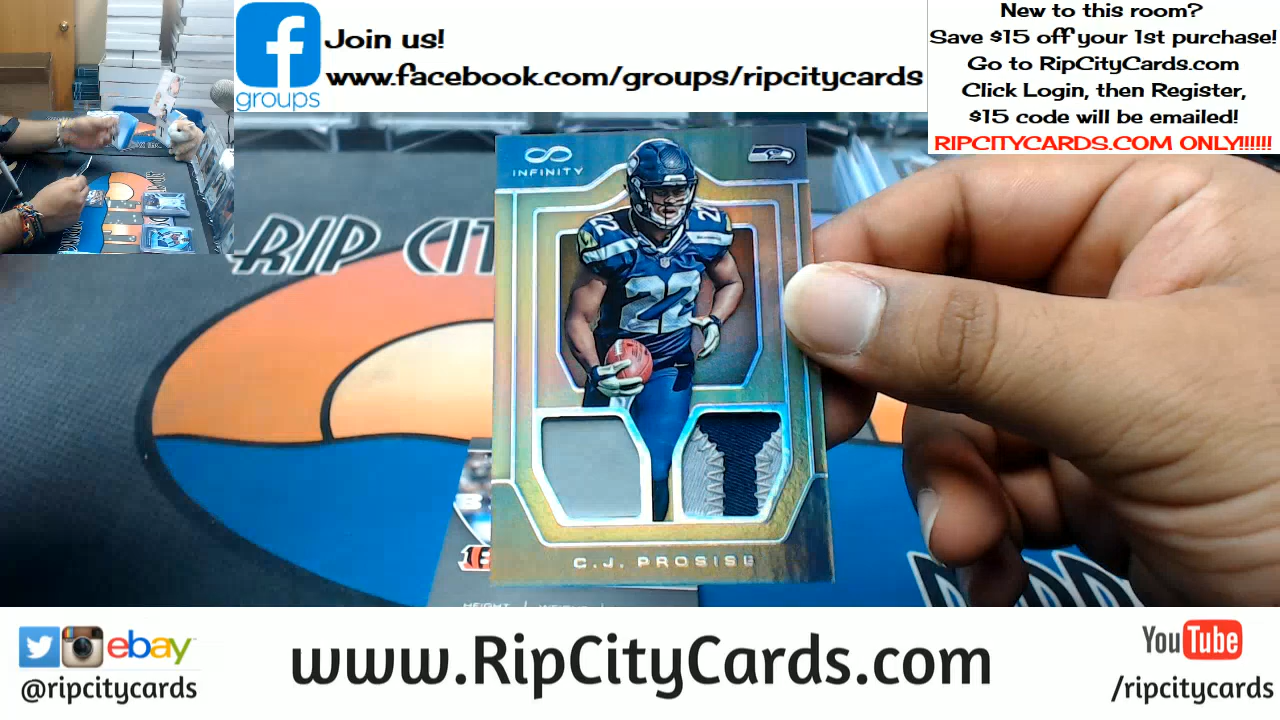 Join us!
www.facebook.com/groups/ripcitycards
groups
New to this room?
Save $15 off your 1st purchase!
Go to RipCityCards.com
Click Login, then Register,
$15 code will be emailed!
RIPCITYCARDS.COM ONLY!!!!!!
INFINITY
RIP CIT
22
22
C.J. PROSISE
ebay
@ripcitycards
www.RipCityCards.com
YouTube
/ripcitycards